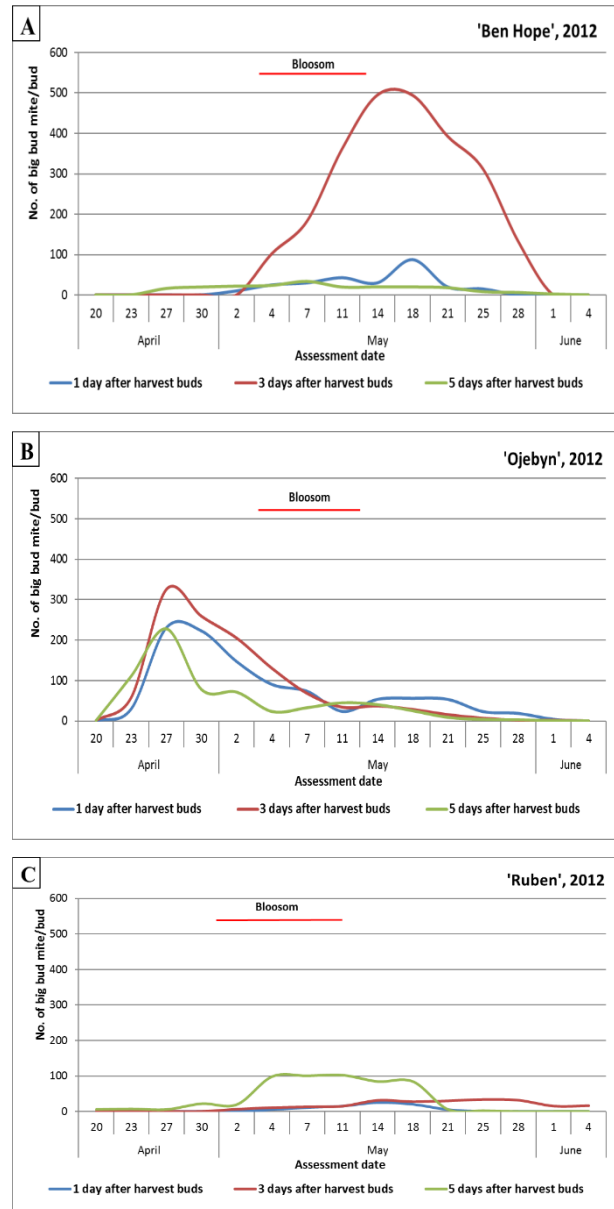 A
'Ben Hope', 2012
Bloosom
No. of big bud mite/bud
600
500
400
300
200
100
0
20 23 27 30 2 4 7 11 14 18 21 25 28 1 4
April May June
Assessment date
1 day after harvest buds 3 days after harvest buds 5 days after harvest buds
B
'Ojebyn', 2012
Bloosom
No. of big bud mite/bud
600
500
400
300
200
100
0
20 23 27 30 2 4 7 11 14 18 21 25 28 1 4
April May June
Assessment date
1 day after harvest buds 3 days after harvest buds 5 days after harvest buds
C
'Ruben', 2012
Bloosom
No. of big bud mite/bud
600
500
400
300
200
100
0
20 23 27 30 2 4 7 11 14 18 21 25 28 1 4
April May June
Assessment date
1 day after harvest buds 3 days after harvest buds 5 days after harvest buds